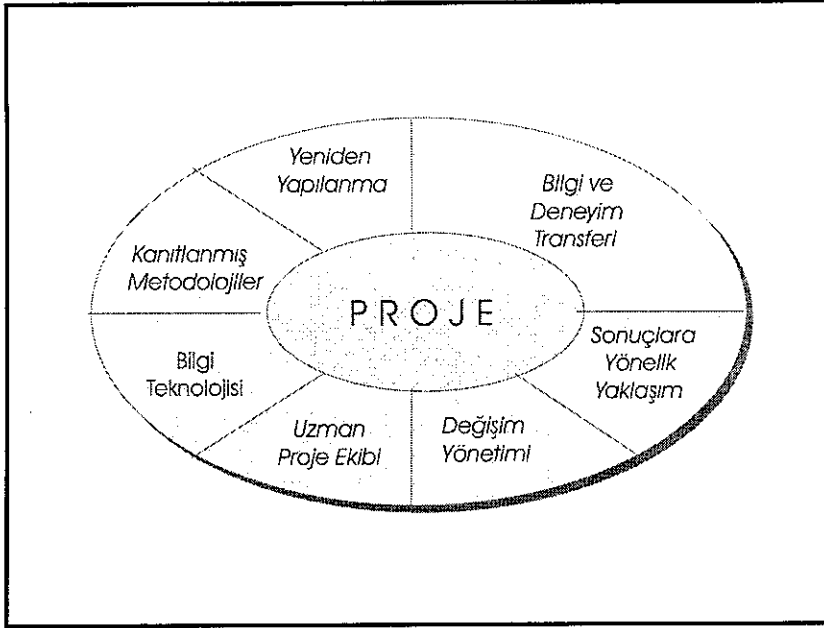 Yeniden
Yapılanma
Bilgi ve
Deneyim
Transferi
Kanıtlanmış
Metodolojiler
PROJE
Sonuçlara
Yönelik
Yaklaşım
Bilgi
Teknolojisi
Uzman
Proje Ekibi
Değişim
Yönetimi